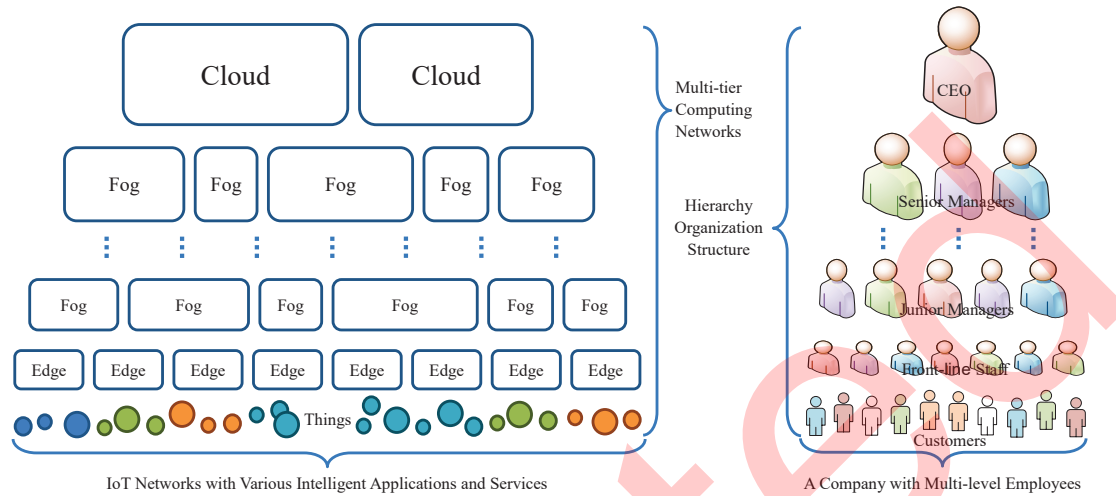 Cloud Cloud
Fog Fog Fog Fog Fog
Fog Fog Fog Fog Fog Fog
Edge Edge Edge Edge Edge Edge Edge Edge
Things
IoT Networks with Various Intelligent Applications and Services
Multi-tier
Computing
Networks
Hierarchy
Organization
Structure
CEO
Senior Managers
Junior Managers
Front-line Staff
Customers
A Company with Multi-level Employees